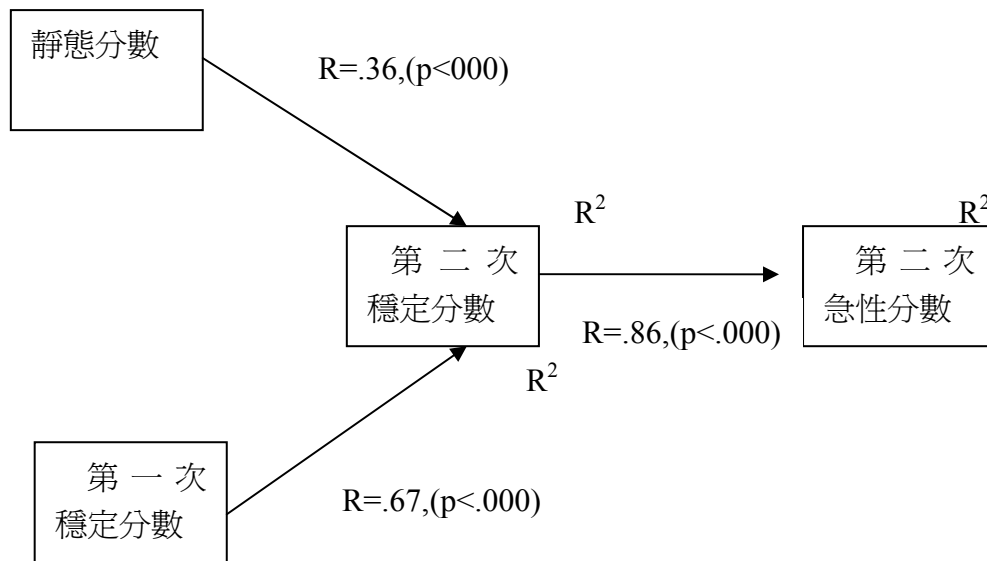 靜態分數
R=.36,(p<000)
R²
R²
第 二 次
穩定分數
第 二 次
急性分數
R=.86,(p<.000)
R²
第 一 次
穩定分數
R=.67,(p<.000)